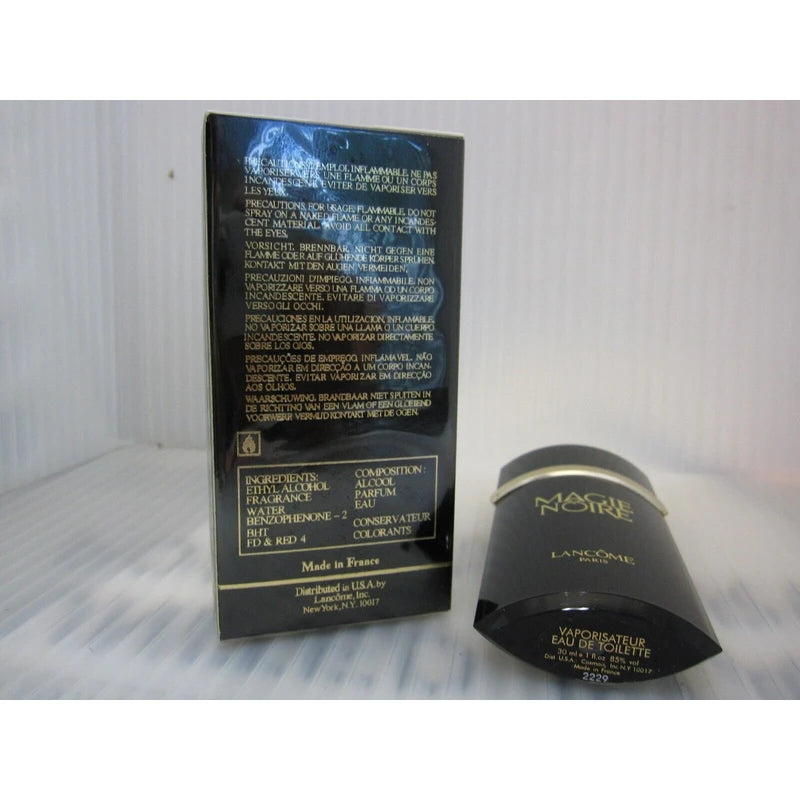 PRECAUTIONS D'EMPLOI. INFLAMMABLE. NE PAS
VAPORISER VERS UNE FLAMME OU UN CORPS
INCANDESCENT. EVITER DE VAPORISER VERS
LES YEUX.
PRECAUTIONS FOR USAGE. FLAMMABLE. DO NOT
SPRAY ON A NAKED FLAME OR ANY INCANDES-
CENT MATERIAL. AVOID ALL CONTACT WITH
THE EYES.
VORSICHT. BRENNBAR. NICHT GEGEN EINE
FLAMME ODER AUF GLÜHENDE KÖRPER SPRÜHEN.
KONTAKT MIT DEN AUGEN VERMEIDEN.
PRECAUZIONI D'IMPIEGO. INFIAMMABILE. NON
VAPORIZZARE VERSO UNA FLAMMA OD UN CORPO
INCANDESCENTE. EVITARE DI VAPORIZZARE
VERSO GLI OCCHI.
PRECAUCIONES EN LA UTILIZACION. INFLAMABLE.
NO VAPORIZAR SOBRE UNA LLAMA O UN CUERPO
INCANDESCENTE. NO VAPORIZAR DIRECTAMENTE
SOBRE LOS OJOS.
PRECAUÇÕES DE EMPREGO. INFLAMAVEL. NÃO
VAPORIZAR EM DIRECÇÃO A UM CORPO INCAN-
DESCENTE. EVITAR VAPORIZAR EM DIRECÇÃO
AOS OLHOS.
WAARSCHUWING. BRANDBAAR NIET SPUITEN IN
DE RICHTING VAN EEN VLAM OF EEN GLOEIEND
VOORWERP. VERMIJD KONTAKT MET DE OGEN.
INGREDIENTS:
ETHYL ALCOHOL
FRAGRANCE
WATER
BENZOPHENONE-2
BHT
FD & RED 4
COMPOSITION:
ALCOOL
PARFUM
EAU
CONSERVATEUR
COLORANTS
Made in France
Distributed in U.S.A. by
Lancôme, Inc.
New York, N.Y. 10017
MAGIE
NOIRE
LANCÔME
PARIS
VAPORISATEUR
EAU DE TOILETTE
30 ml e 1 fl.oz 85% vol
Dist U.S.A. Cosmair, Inc N.Y 10017
Made in France
2229